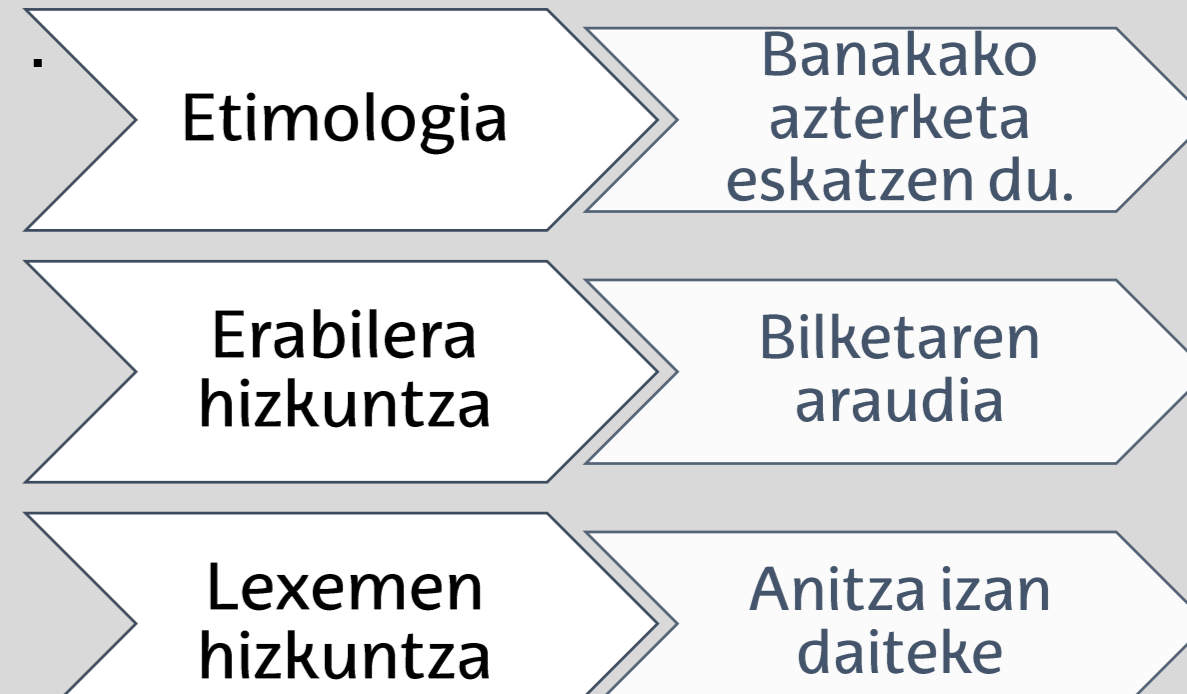 .
Etimologia
Banakako
azterketa
eskatzen du.
Erabilera
hizkuntza
Bilketaren
araudia
Lexemen
hizkuntza
Anitza izan
daiteke